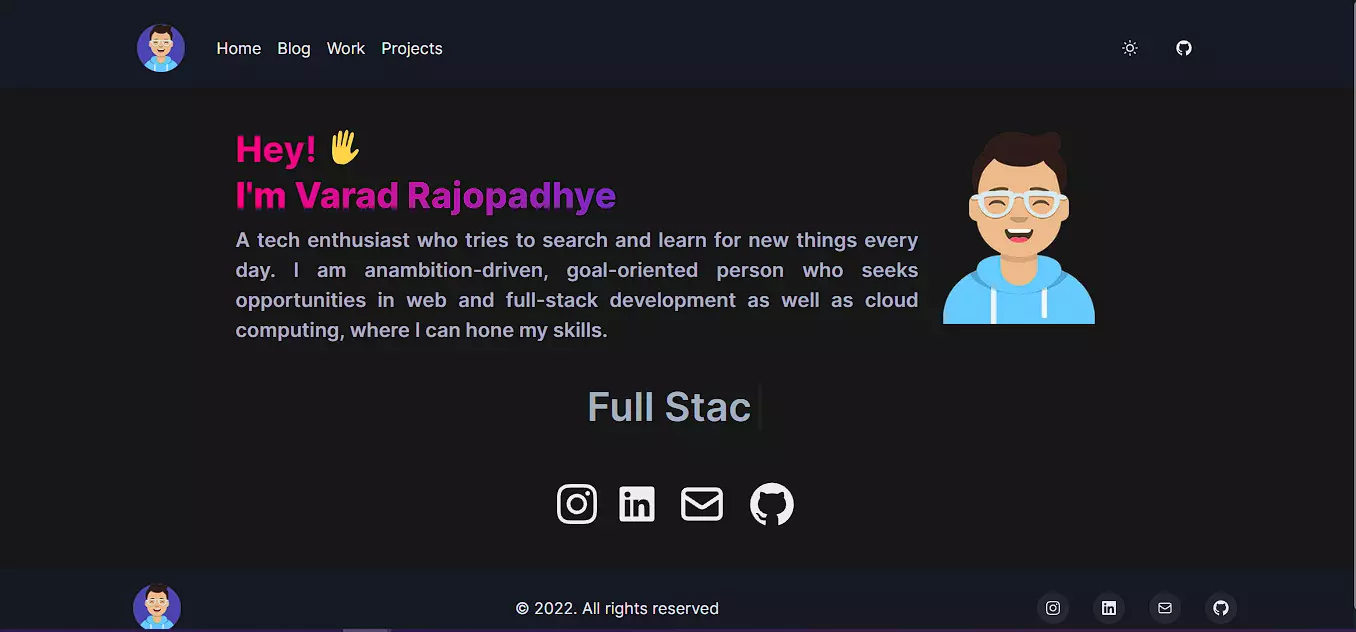 Home Blog Work Projects
Hey! 🖐
I'm Varad Rajopadhye
A tech enthusiast who tries to search and learn for new things every
day. I am anambition-driven, goal-oriented person who seeks
opportunities in web and full-stack development as well as cloud
computing, where I can hone my skills.
Full Stac
in
© 2022. All rights reserved
in